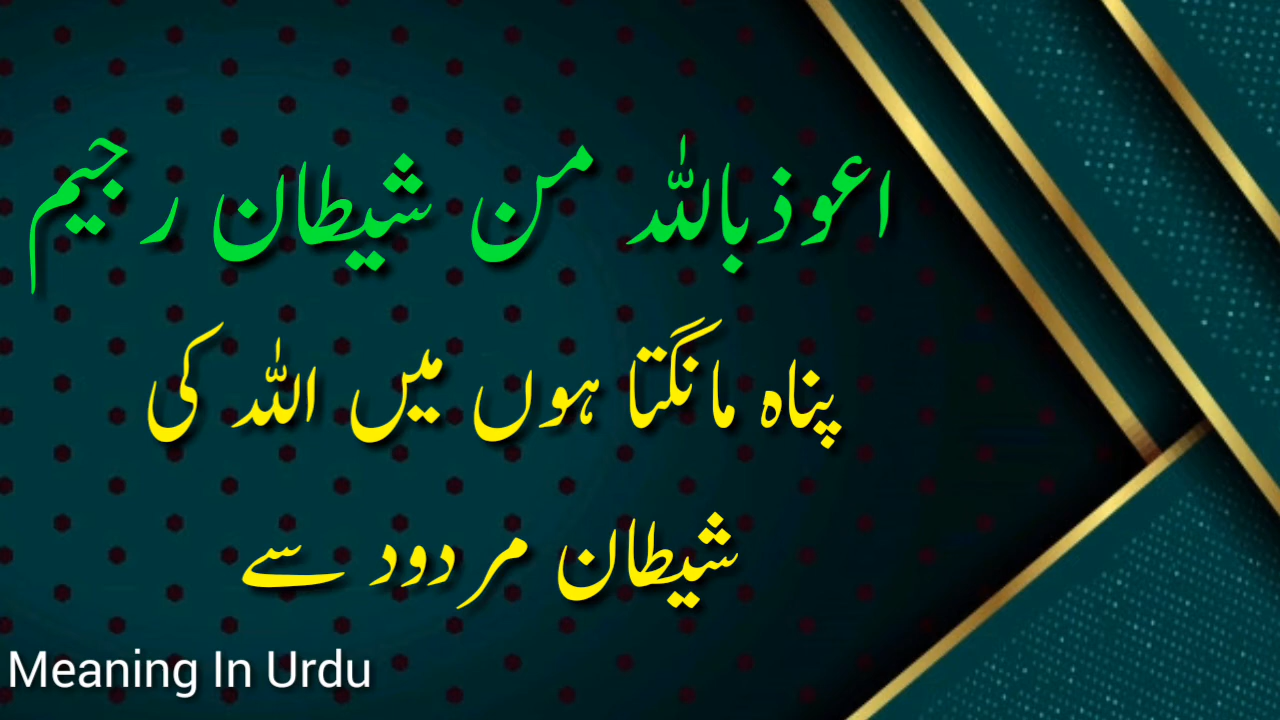 اعوذباللہ من شیطان رجیم
پناہ مانگتا ہوں میں اللہ کی
شیطان مردود سے
Meaning In Urdu